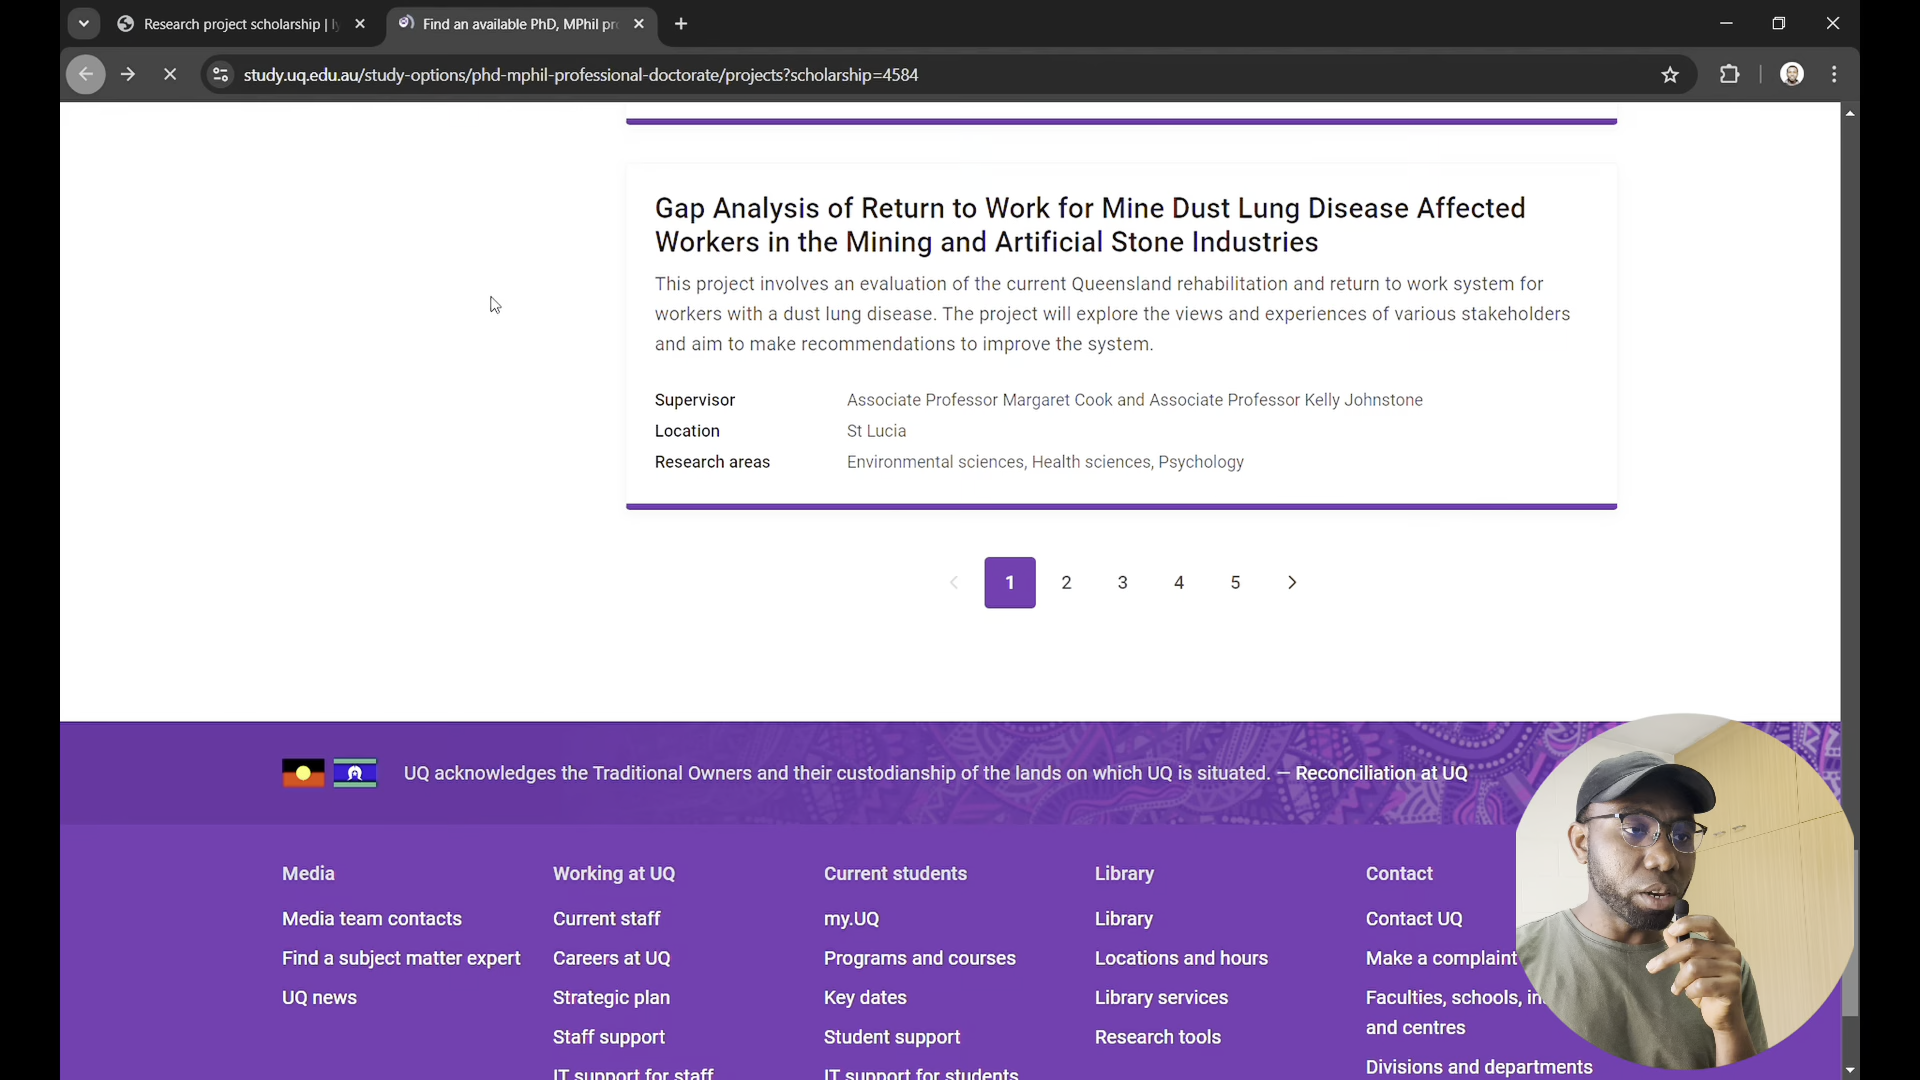 Research project scholarship |
Find an available PhD, MPhil
study.uq.edu.au/study-options/phd-mphil-professional-doctorate/projects?scholarship=4584
Gap Analysis of Return to Work for Mine Dust Lung Disease Affected
Workers in the Mining and Artificial Stone Industries
This project involves an evaluation of the current Queensland rehabilitation and return to work system for
workers with a dust lung disease. The project will explore the views and experiences of various stakeholders
and aim to make recommendations to improve the system.
Supervisor Associate Professor Margaret Cook and Associate Professor Kelly Johnstone
Location St Lucia
Research areas Environmental sciences, Health sciences, Psychology
1 2 3 4 5
UQ acknowledges the Traditional Owners and their custodianship of the lands on which UQ is situated. — Reconciliation at UQ
Media Working at UQ Current students Library Contact
Media team contacts Current staff my.UQ Library Contact UQ
Find a subject matter expert Careers at UQ Programs and courses Locations and hours Make a complaint
UQ news Strategic plan Key dates Library services Faculties, schools,
and centres
Staff support Student support Research tools
Divisions and departments
IT support for staff IT support for students